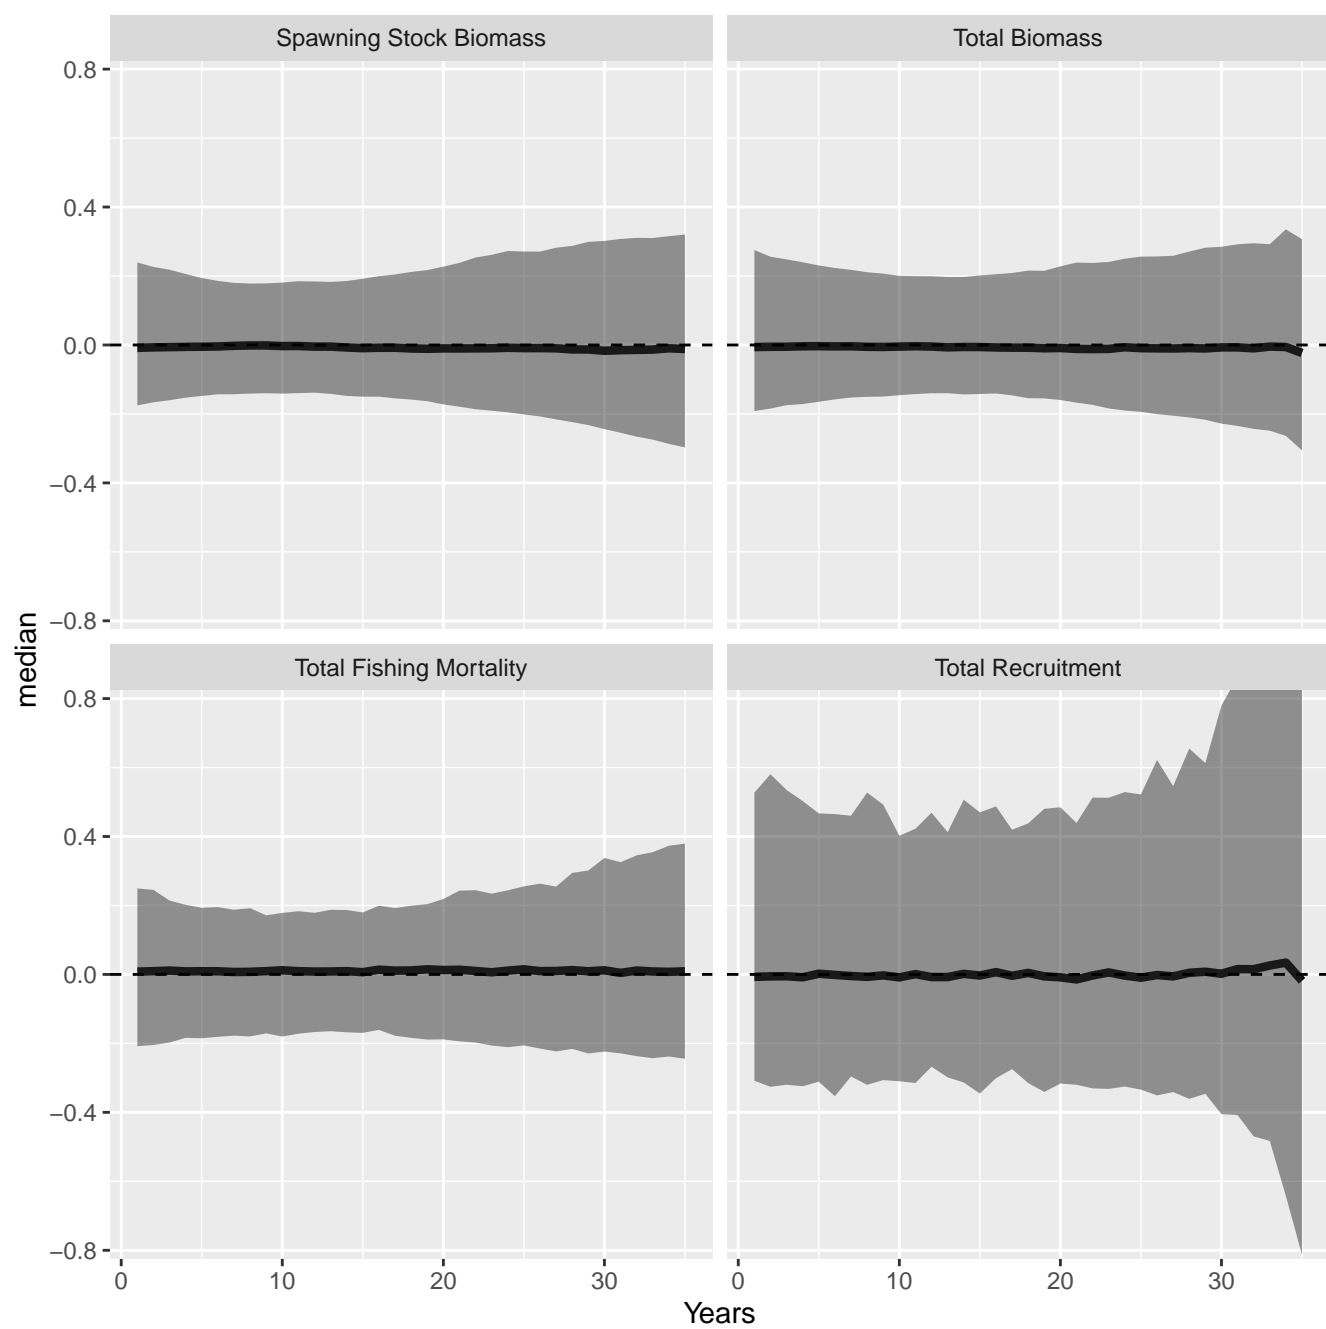 Spawning Stock Biomass
Total Biomass
0.8
0.4
0.0
−0.4
−0.8
median
Total Fishing Mortality
Total Recruitment
0.8
0.4
0.0
−0.4
−0.8
0 10 20 30
0 10 20 30
Years